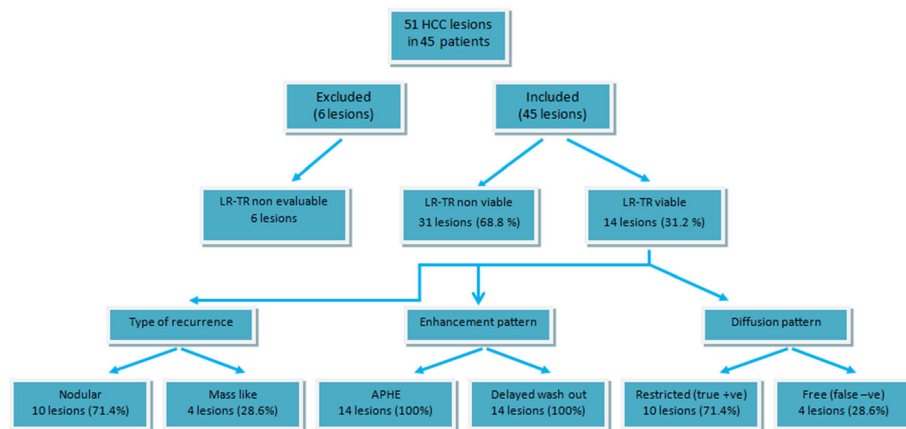 51 HCC lesions
in 45 patients
Excluded
(6 lesions)
Included
(45 lesions)
LR-TR non evaluable
6 lesions
LR-TR non viable
31 lesions (68.8 %)
LR-TR viable
14 lesions (31.2 %)
Type of recurrence
Enhancement pattern
Diffusion pattern
Nodular
10 lesions (71.4%)
Mass like
4 lesions (28.6%)
APHE
14 lesions (100%)
Delayed wash out
14 lesions (100%)
Restricted (true +ve)
10 lesions (71.4%)
Free (false –ve)
4 lesions (28.6%)